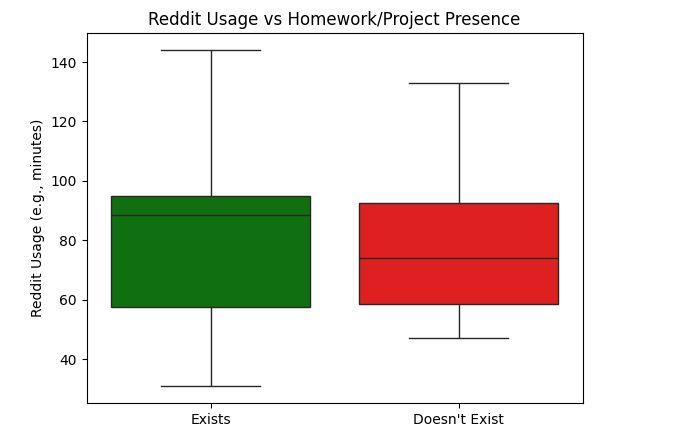 Reddit Usage vs Homework/Project Presence
Reddit Usage (e.g., minutes)
140
120
100
80
60
40
Exists
Doesn't Exist